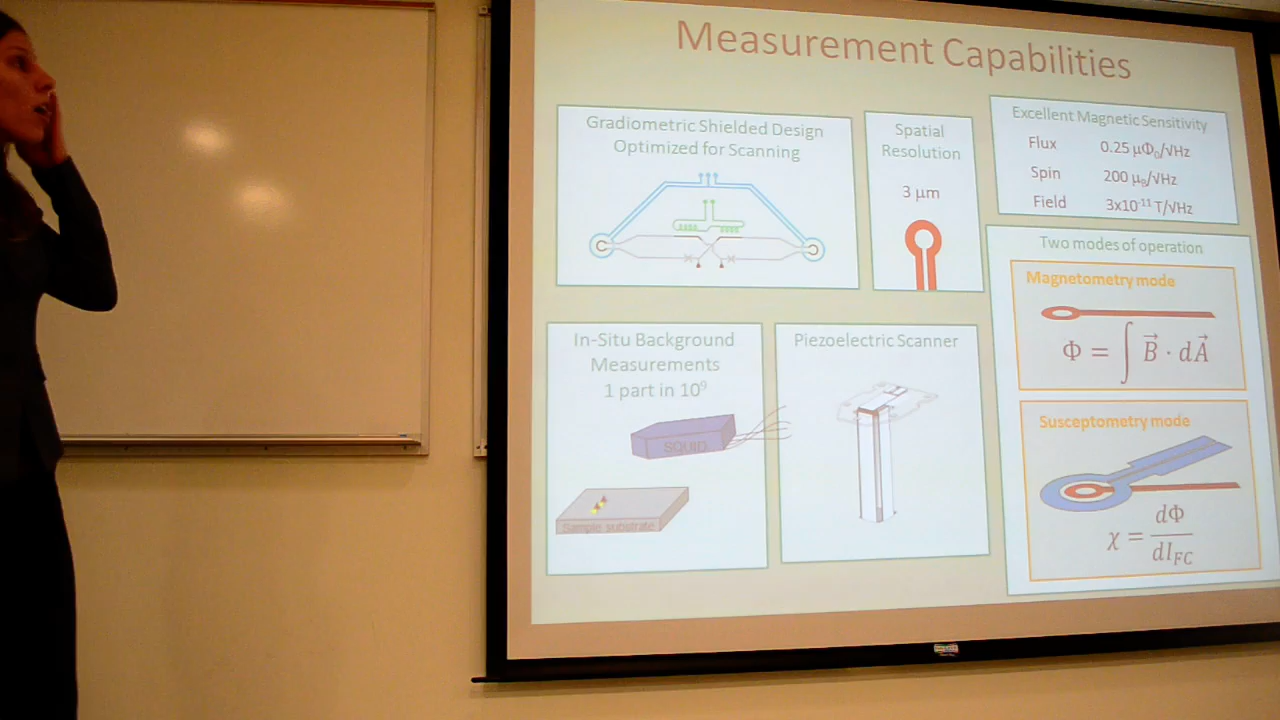 Measurement Capabilities
Gradiometric Shielded Design
Optimized for Scanning
Spatial
Resolution
3 μm
Excellent Magnetic Sensitivity
Flux 0.25 μΦ₀/√Hz
Spin 200 μ_B/√Hz
Field 3x10⁻¹¹ T/√Hz
Two modes of operation
Magnetometry mode
Φ = ∫ B⃗ · dA⃗
Susceptometry mode
χ = dΦ/dI_FC
In-Situ Background
Measurements
1 part in 10⁹
SQUID
Sample substrate
Piezoelectric Scanner